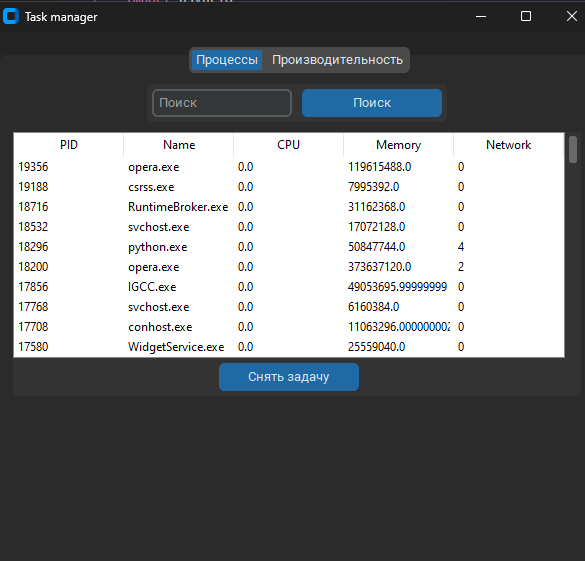 Task manager
Процессы Производительность
Поиск Поиск
PID Name CPU Memory Network
19356 opera.exe 0.0 119615488.0 0
19188 csrss.exe 0.0 7995392.0 0
18716 RuntimeBroker.exe 0.0 31162368.0 0
18532 svchost.exe 0.0 17072128.0 0
18296 python.exe 0.0 50847744.0 4
18200 opera.exe 0.0 373637120.0 2
17856 IGCC.exe 0.0 49053695.99999999 0
17768 svchost.exe 0.0 6160384.0 0
17708 conhost.exe 0.0 11063296.000000002 0
17580 WidgetService.exe 0.0 25559040.0 0
Снять задачу